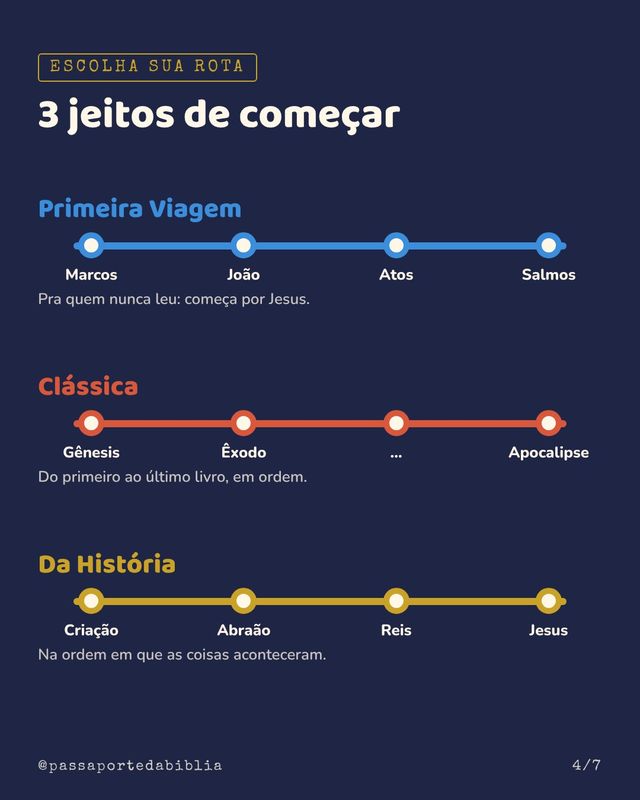 ESCOLHA SUA ROTA
3 jeitos de começar
Primeira Viagem
Marcos João Atos Salmos
Pra quem nunca leu: começa por Jesus.
Clássica
Gênesis Êxodo ... Apocalipse
Do primeiro ao último livro, em ordem.
Da História
Criação Abraão Reis Jesus
Na ordem em que as coisas aconteceram.
@passaportedabiblia 4/7